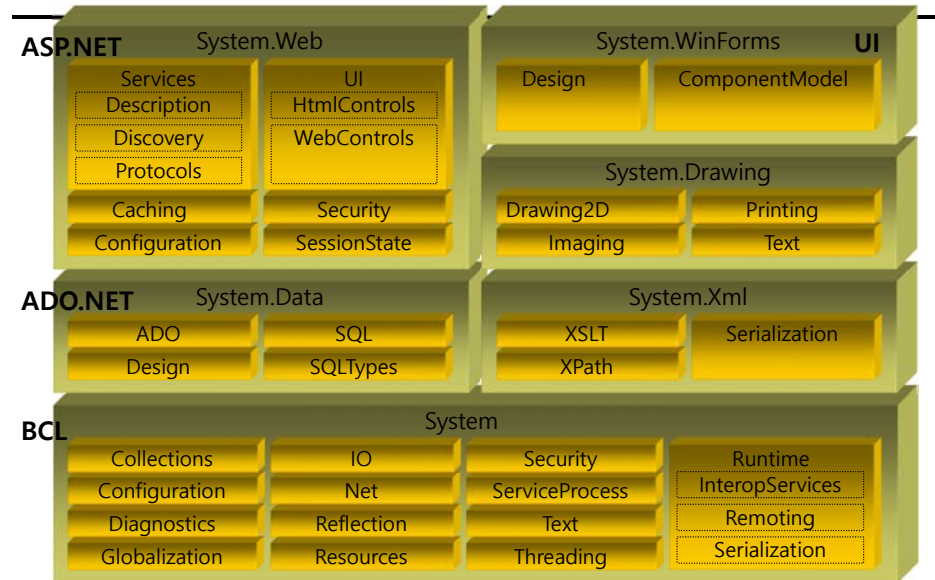 ASP.NET
System.Web
Services
Description
Discovery
Protocols
UI
HtmlControls
WebControls
Caching
Security
Configuration
SessionState
System.WinForms
UI
Design
ComponentModel
System.Drawing
Drawing2D
Printing
Imaging
Text
ADO.NET
System.Data
ADO
SQL
Design
SQLTypes
System.Xml
XSLT
Serialization
XPath
BCL
System
Collections
IO
Security
Configuration
Net
ServiceProcess
Diagnostics
Reflection
Text
Globalization
Resources
Threading
Runtime
InteropServices
Remoting
Serialization